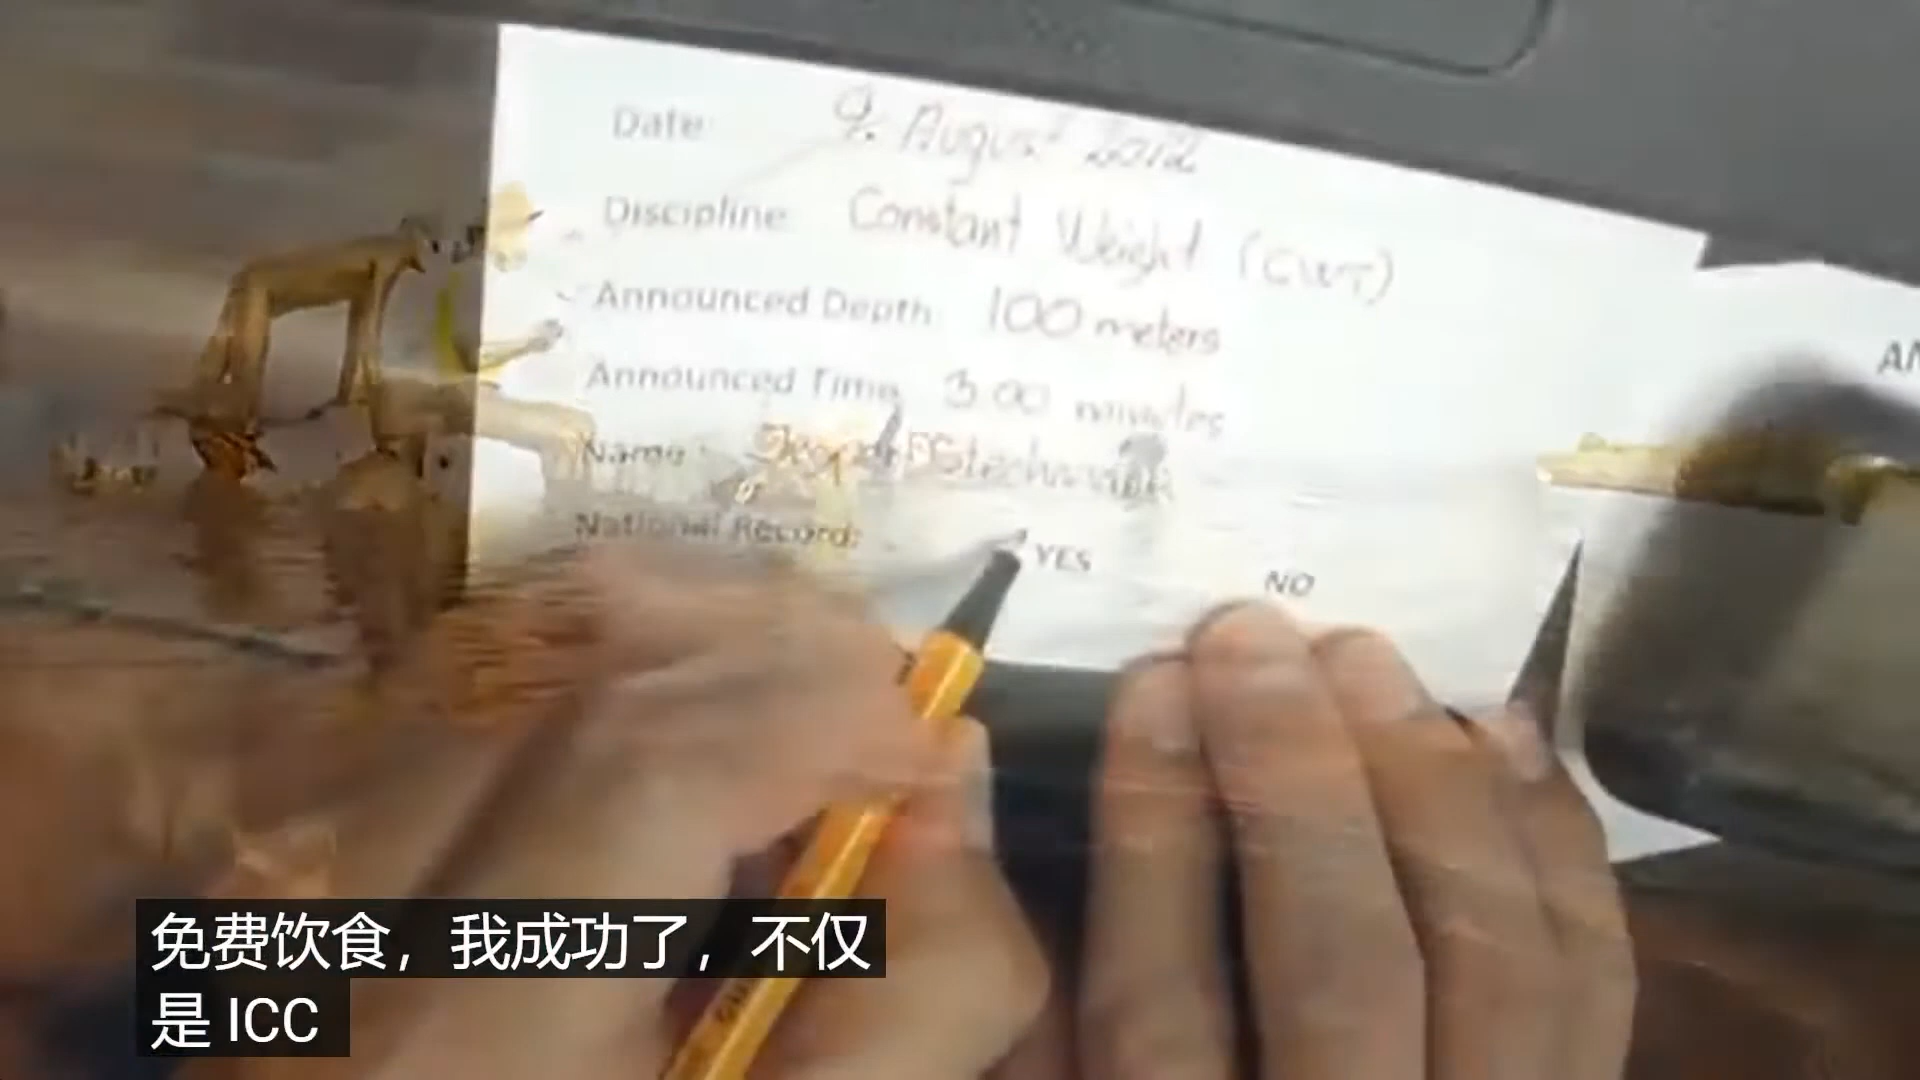 Date: 9. August 2012
Discipline: Constant Weight (CWT)
Announced Depth: 100 meters
Announced Time: 3:00 minutes
Name:
National Record: YES NO
免费饮食，我成功了，不仅
是 ICC